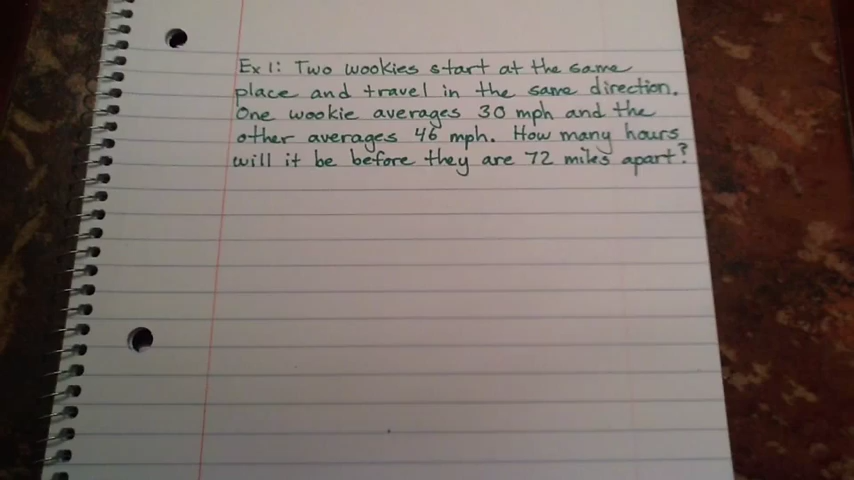 Ex 1: Two wookies start at the same
place and travel in the same direction.
One wookie averages 30 mph and the
other averages 46 mph. How many hours
will it be before they are 72 miles apart?